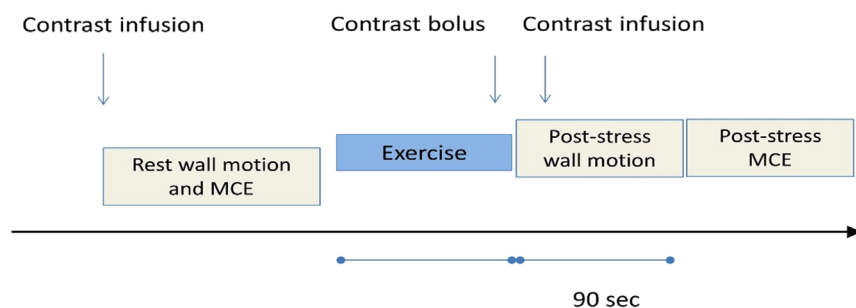 Contrast infusion
Contrast bolus
Contrast infusion
Rest wall motion
and MCE
Exercise
Post-stress
wall motion
Post-stress
MCE
90 sec